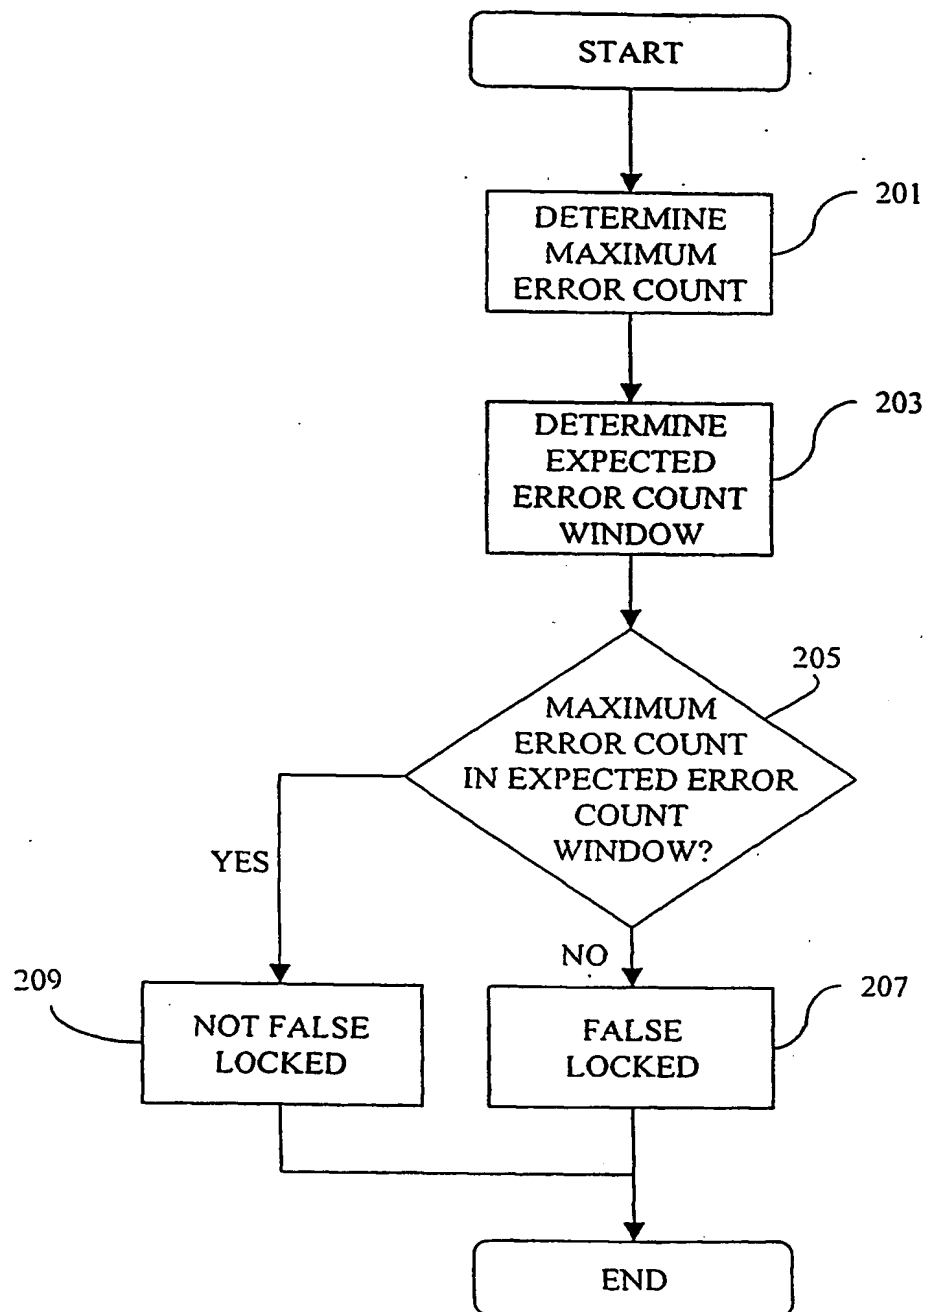 START
201
DETERMINE
MAXIMUM
ERROR COUNT
203
DETERMINE
EXPECTED
ERROR COUNT
WINDOW
205
MAXIMUM
ERROR COUNT
IN EXPECTED ERROR
COUNT
WINDOW?
YES
NO
209
NOT FALSE
LOCKED
207
FALSE
LOCKED
END